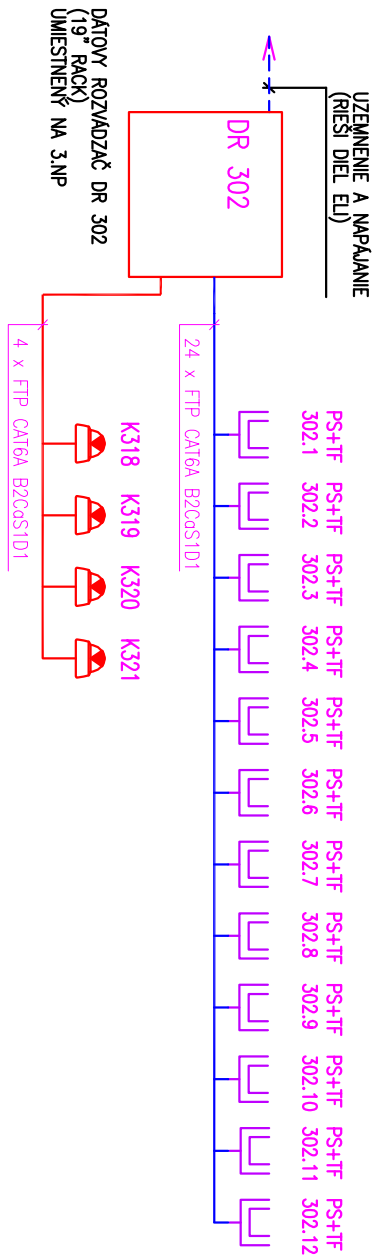 UZEMNENIE A NAPÁJANIE
(RIEŠI DIEL ELI)
DR 302
DÁTOVÝ ROZVÁDZAČ DR 302
(19" RACK)
UMIESTNENÝ NA 3.NP
24 x FTP CAT6A B2CaS1D1
4 x FTP CAT6A B2CaS1D1
PS+TF
302.1
PS+TF
302.2
PS+TF
302.3
PS+TF
302.4
PS+TF
302.5
PS+TF
302.6
PS+TF
302.7
PS+TF
302.8
PS+TF
302.9
PS+TF
302.10
PS+TF
302.11
PS+TF
302.12
K318
K319
K320
K321